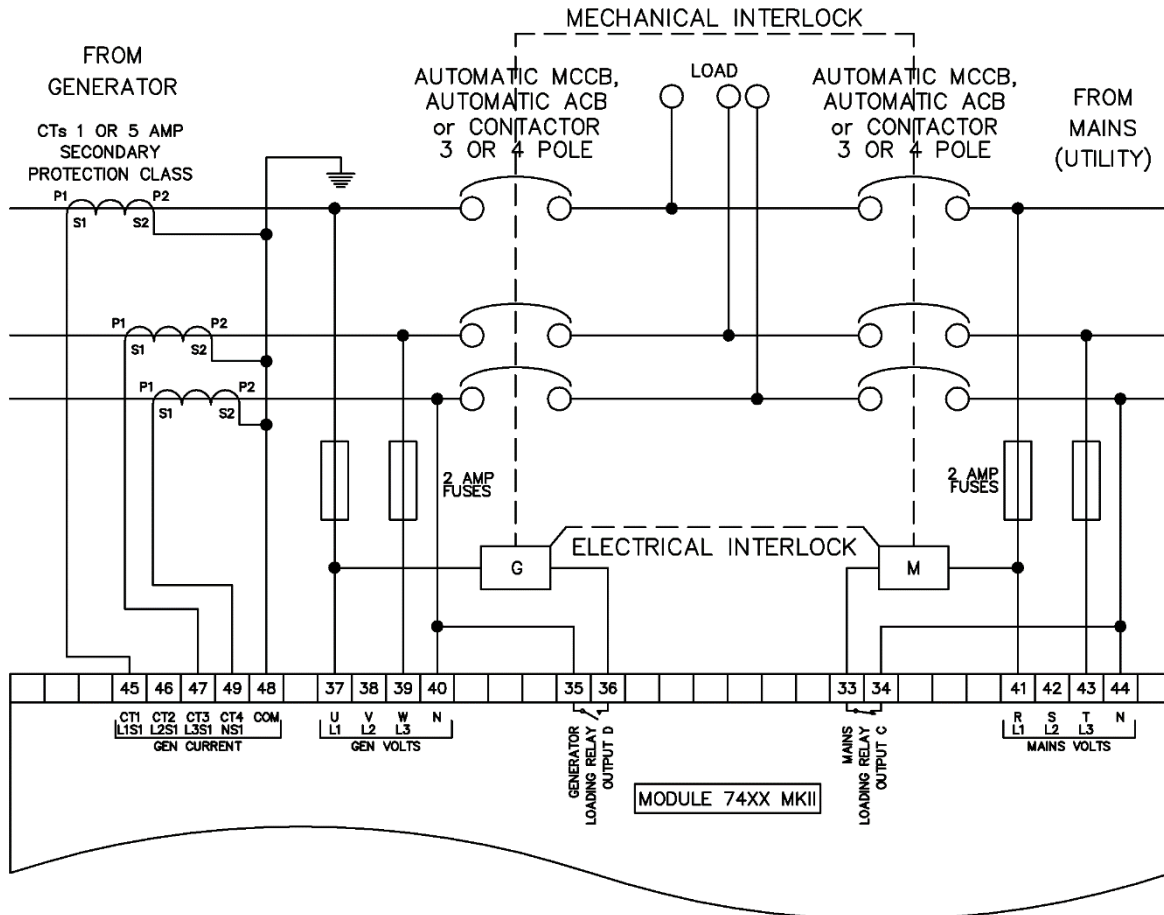 MECHANICAL INTERLOCK
FROM
GENERATOR
CTs 1 OR 5 AMP
SECONDARY
PROTECTION CLASS
AUTOMATIC MCCB,
AUTOMATIC ACB
or CONTACTOR
3 OR 4 POLE
LOAD
AUTOMATIC MCCB,
AUTOMATIC ACB
or CONTACTOR
3 OR 4 POLE
FROM
MAINS
(UTILITY)
P1 P2
S1 S2
P1 P2
S1 S2
P1 P2
S1 S2
2 AMP
FUSES
2 AMP
FUSES
ELECTRICAL INTERLOCK
G
M
45 46 47 49 48 37 38 39 40 35 36 33 34 41 42 43 44
CT1 CT2 CT3 CT4 COM
L1S1 L2S1 L3S1 NS1
GEN CURRENT
U V W N
L1 L2 L3
GEN VOLTS
GENERATOR
LOADING RELAY
OUTPUT D
MODULE 74XX MKII
MAINS
LOADING RELAY
OUTPUT C
R S T N
L1 L2 L3
MAINS VOLTS